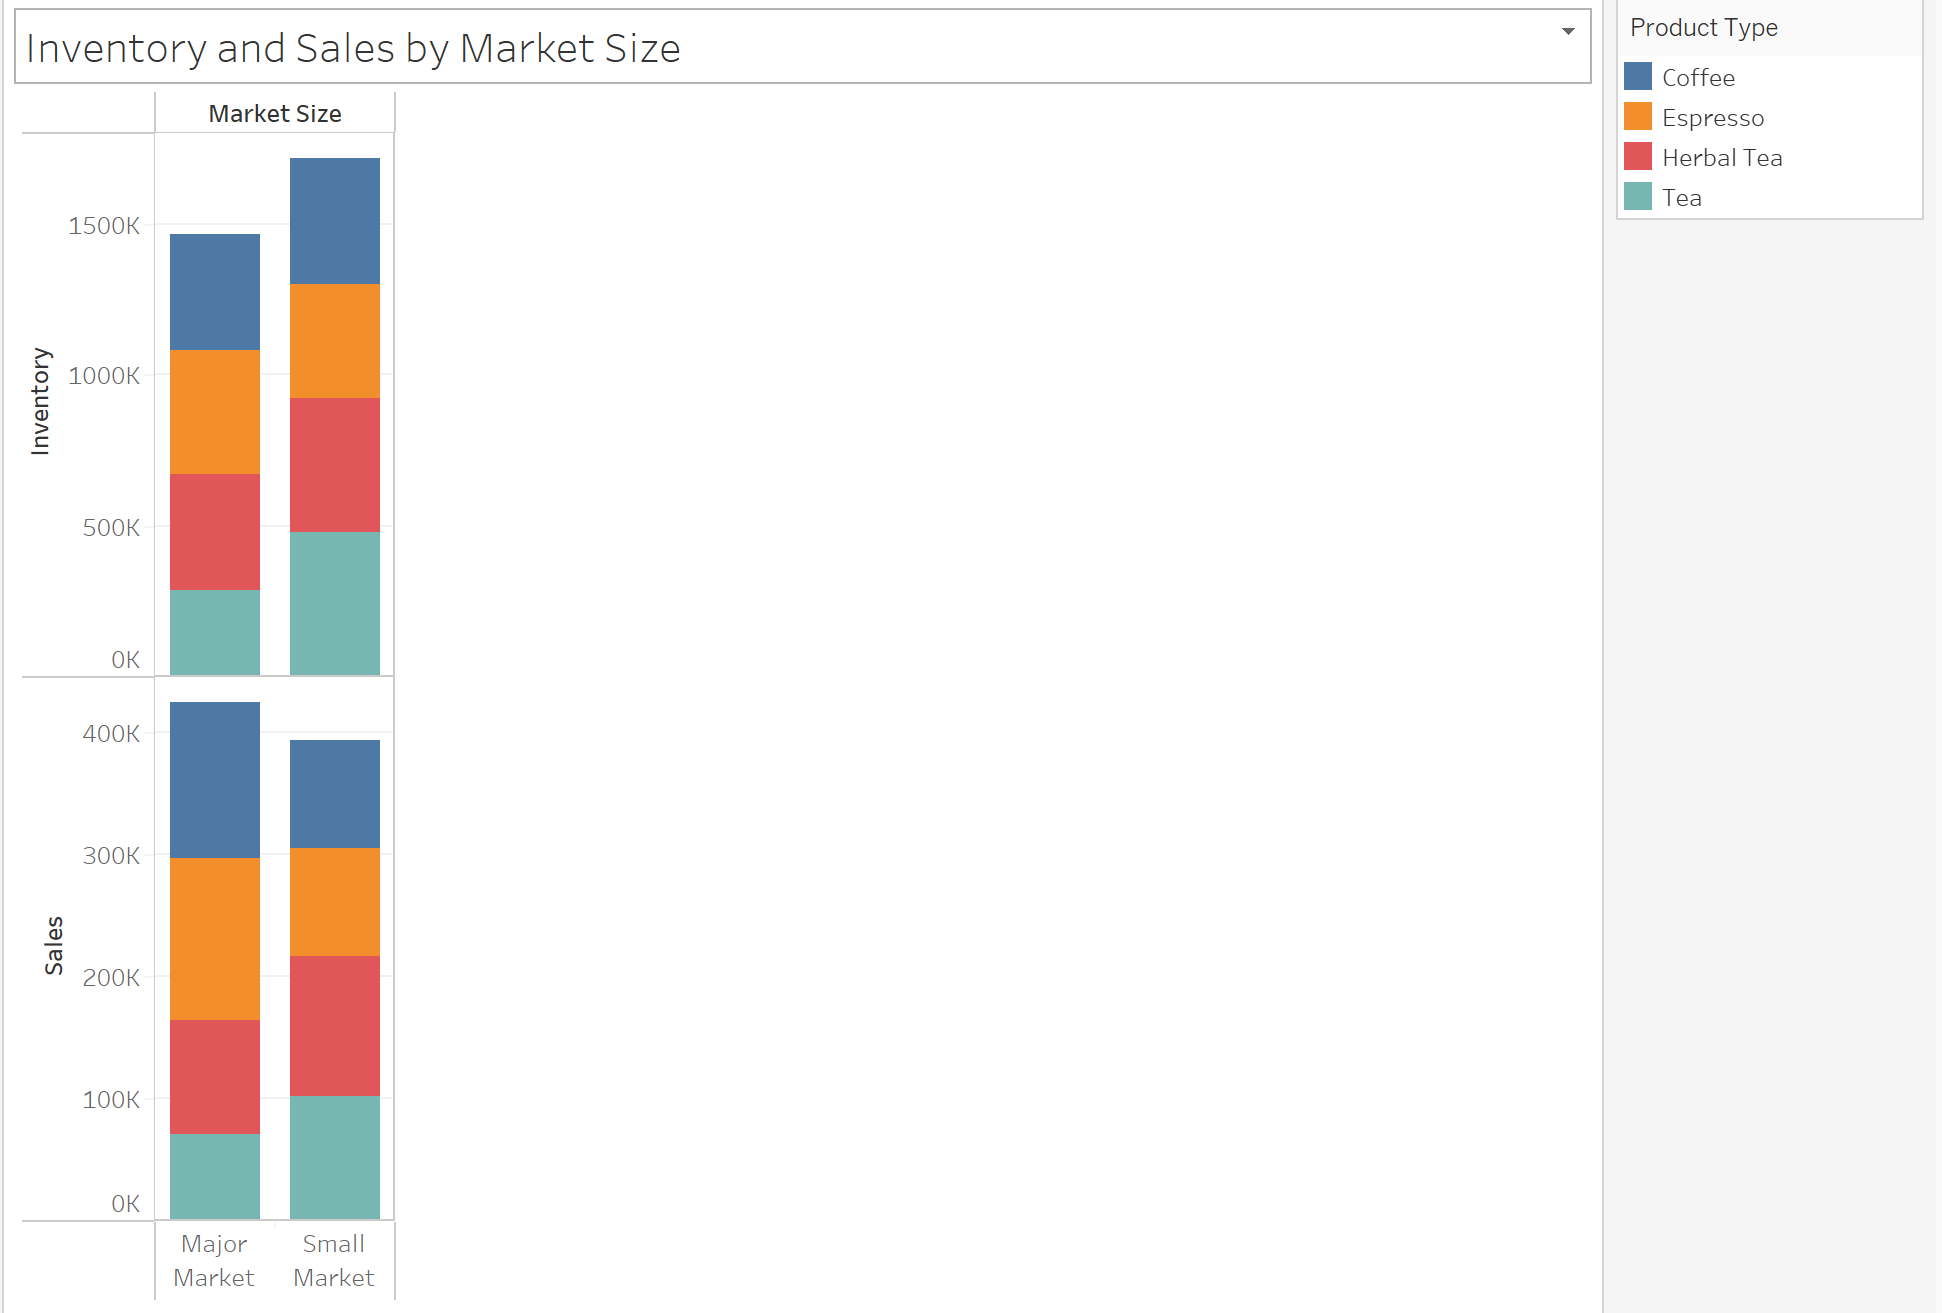 Inventory and Sales by Market Size
Product Type
Coffee
Espresso
Herbal Tea
Tea
Market Size
Inventory
1500K
1000K
500K
0K
Sales
400K
300K
200K
100K
0K
Major
Market
Small
Market